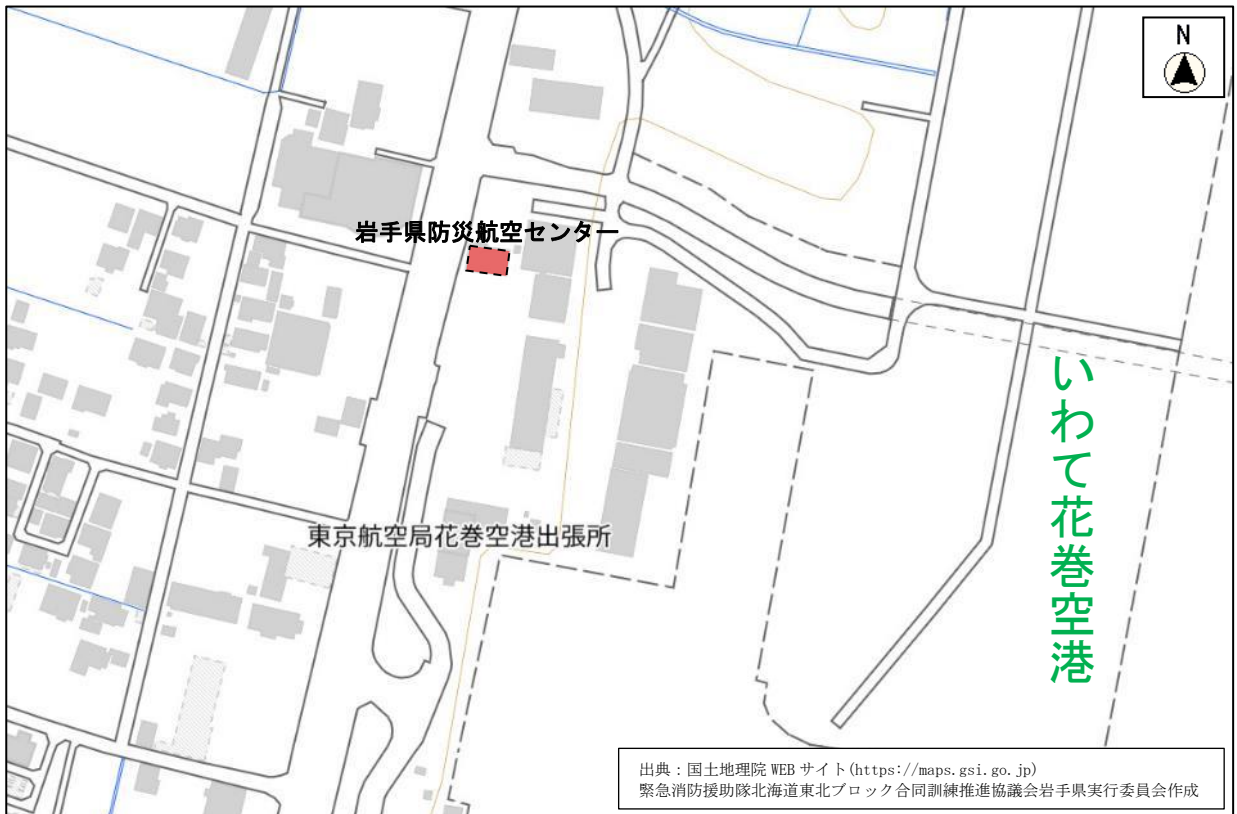 N
岩手県防災航空センター
いわて花巻空港
東京航空局花巻空港出張所
出典：国土地理院 WEB サイト(https://maps.gsi.go.jp)
緊急消防援助隊北海道東北ブロック合同訓練推進協議会岩手県実行委員会作成